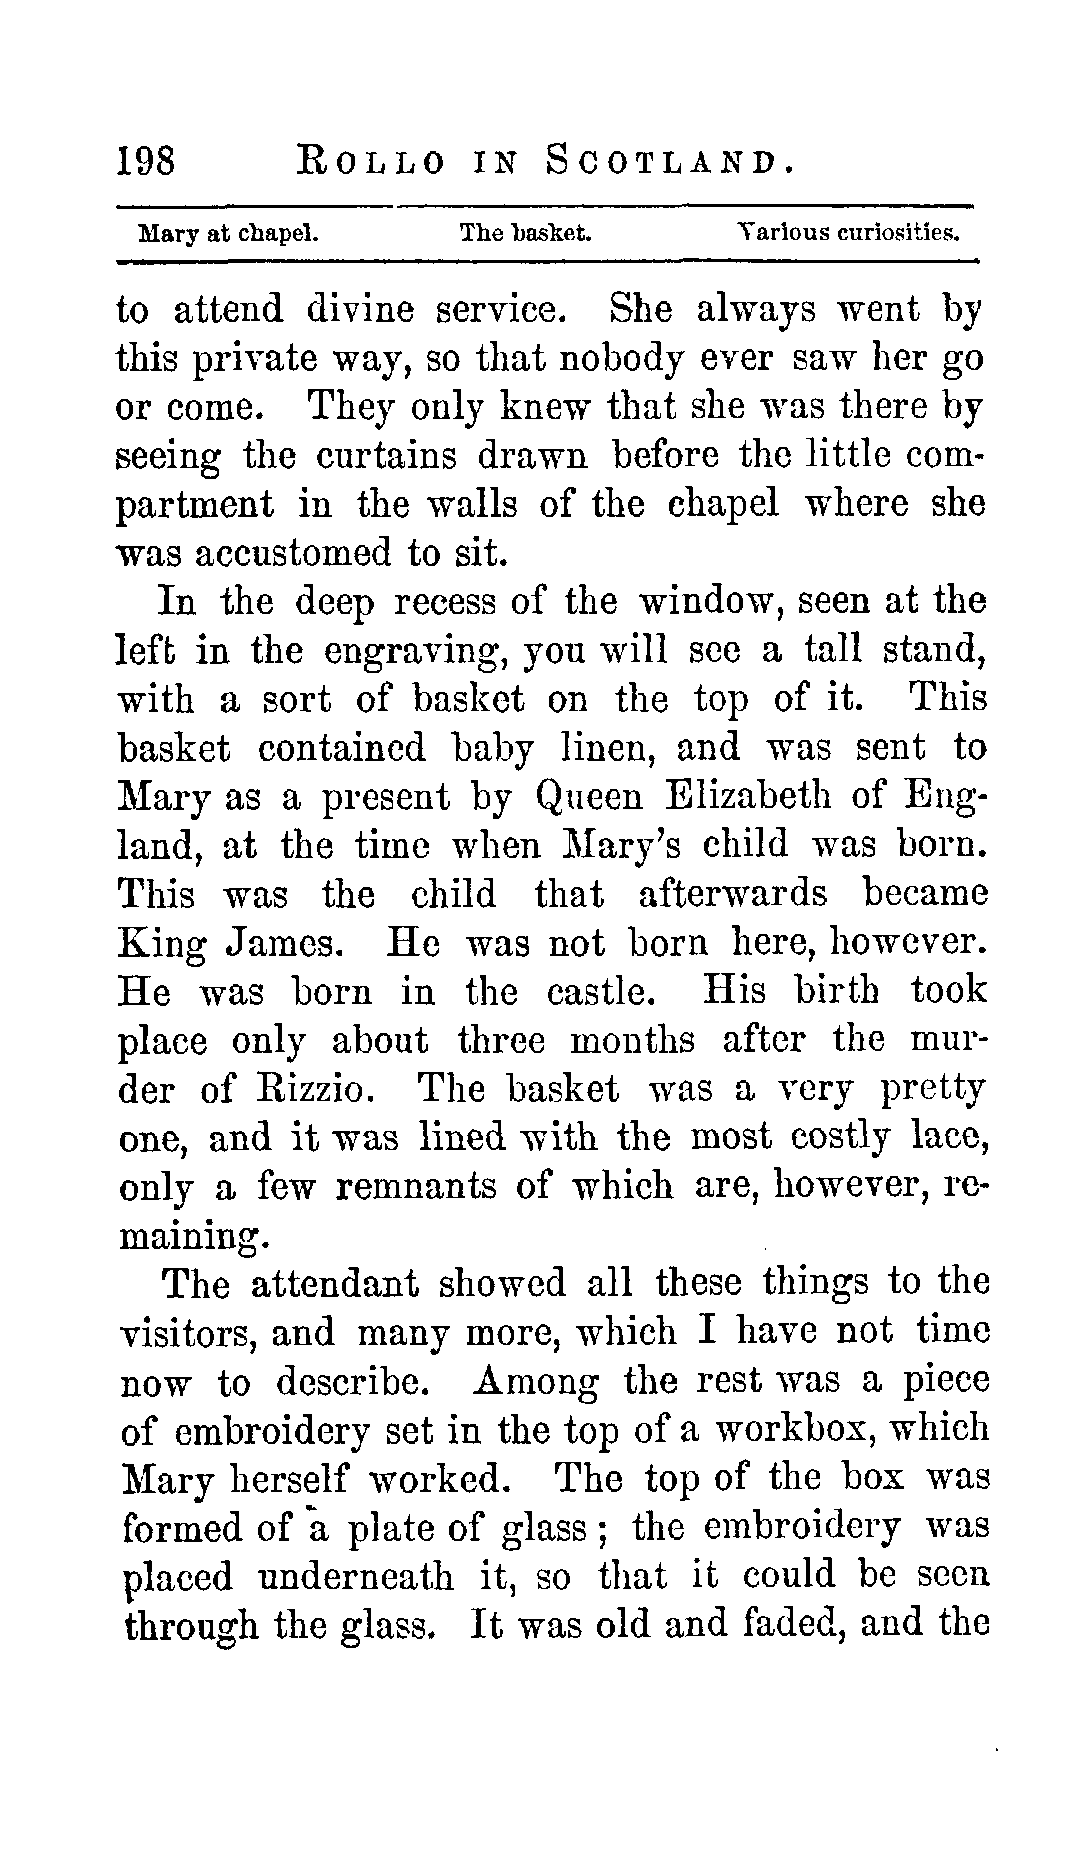 198 ROLLO IN SCOTLAND.
Mary at chapel. The basket. Various curiosities.
to attend divine service. She always went by
this private way, so that nobody ever saw her go
or come. They only knew that she was there by
seeing the curtains drawn before the little com-
partment in the walls of the chapel where she
was accustomed to sit.
In the deep recess of the window, seen at the
left in the engraving, you will see a tall stand,
with a sort of basket on the top of it. This
basket contained baby linen, and was sent to
Mary as a present by Queen Elizabeth of Eng-
land, at the time when Mary's child was born.
This was the child that afterwards became
King James. He was not born here, however.
He was born in the castle. His birth took
place only about three months after the mur-
der of Rizzio. The basket was a very pretty
one, and it was lined with the most costly lace,
only a few remnants of which are, however, re-
maining.
The attendant showed all these things to the
visitors, and many more, which I have not time
now to describe. Among the rest was a piece
of embroidery set in the top of a workbox, which
Mary herself worked. The top of the box was
formed of a plate of glass; the embroidery was
placed underneath it, so that it could be seen
through the glass. It was old and faded, and the